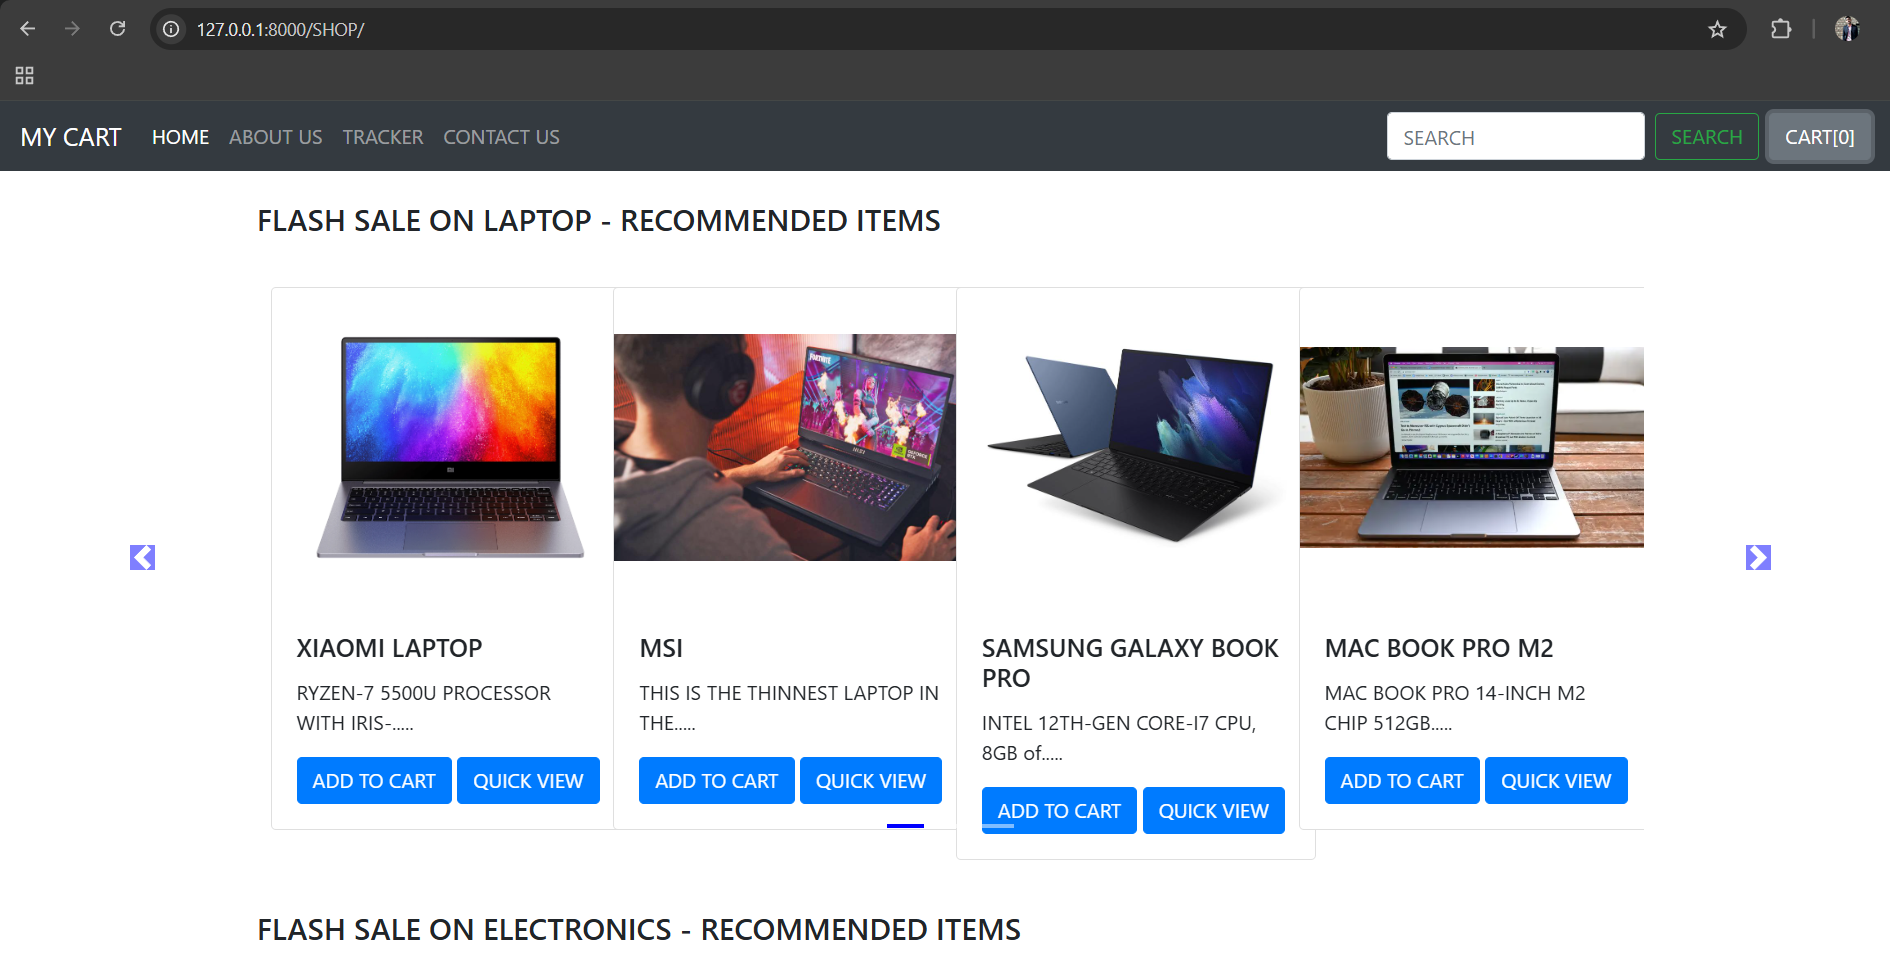 127.0.0.1:8000/SHOP/
MY CART HOME ABOUT US TRACKER CONTACT US SEARCH SEARCH CART[0]
FLASH SALE ON LAPTOP - RECOMMENDED ITEMS
FORTNITE
MSI
XIAOMI LAPTOP
RYZEN-7 5500U PROCESSOR
WITH IRIS-.....
ADD TO CART QUICK VIEW
MSI
THIS IS THE THINNEST LAPTOP IN
THE.....
ADD TO CART QUICK VIEW
SAMSUNG GALAXY BOOK
PRO
INTEL 12TH-GEN CORE-I7 CPU,
8GB of.....
ADD TO CART QUICK VIEW
MAC BOOK PRO M2
MAC BOOK PRO 14-INCH M2
CHIP 512GB.....
ADD TO CART QUICK VIEW
FLASH SALE ON ELECTRONICS - RECOMMENDED ITEMS